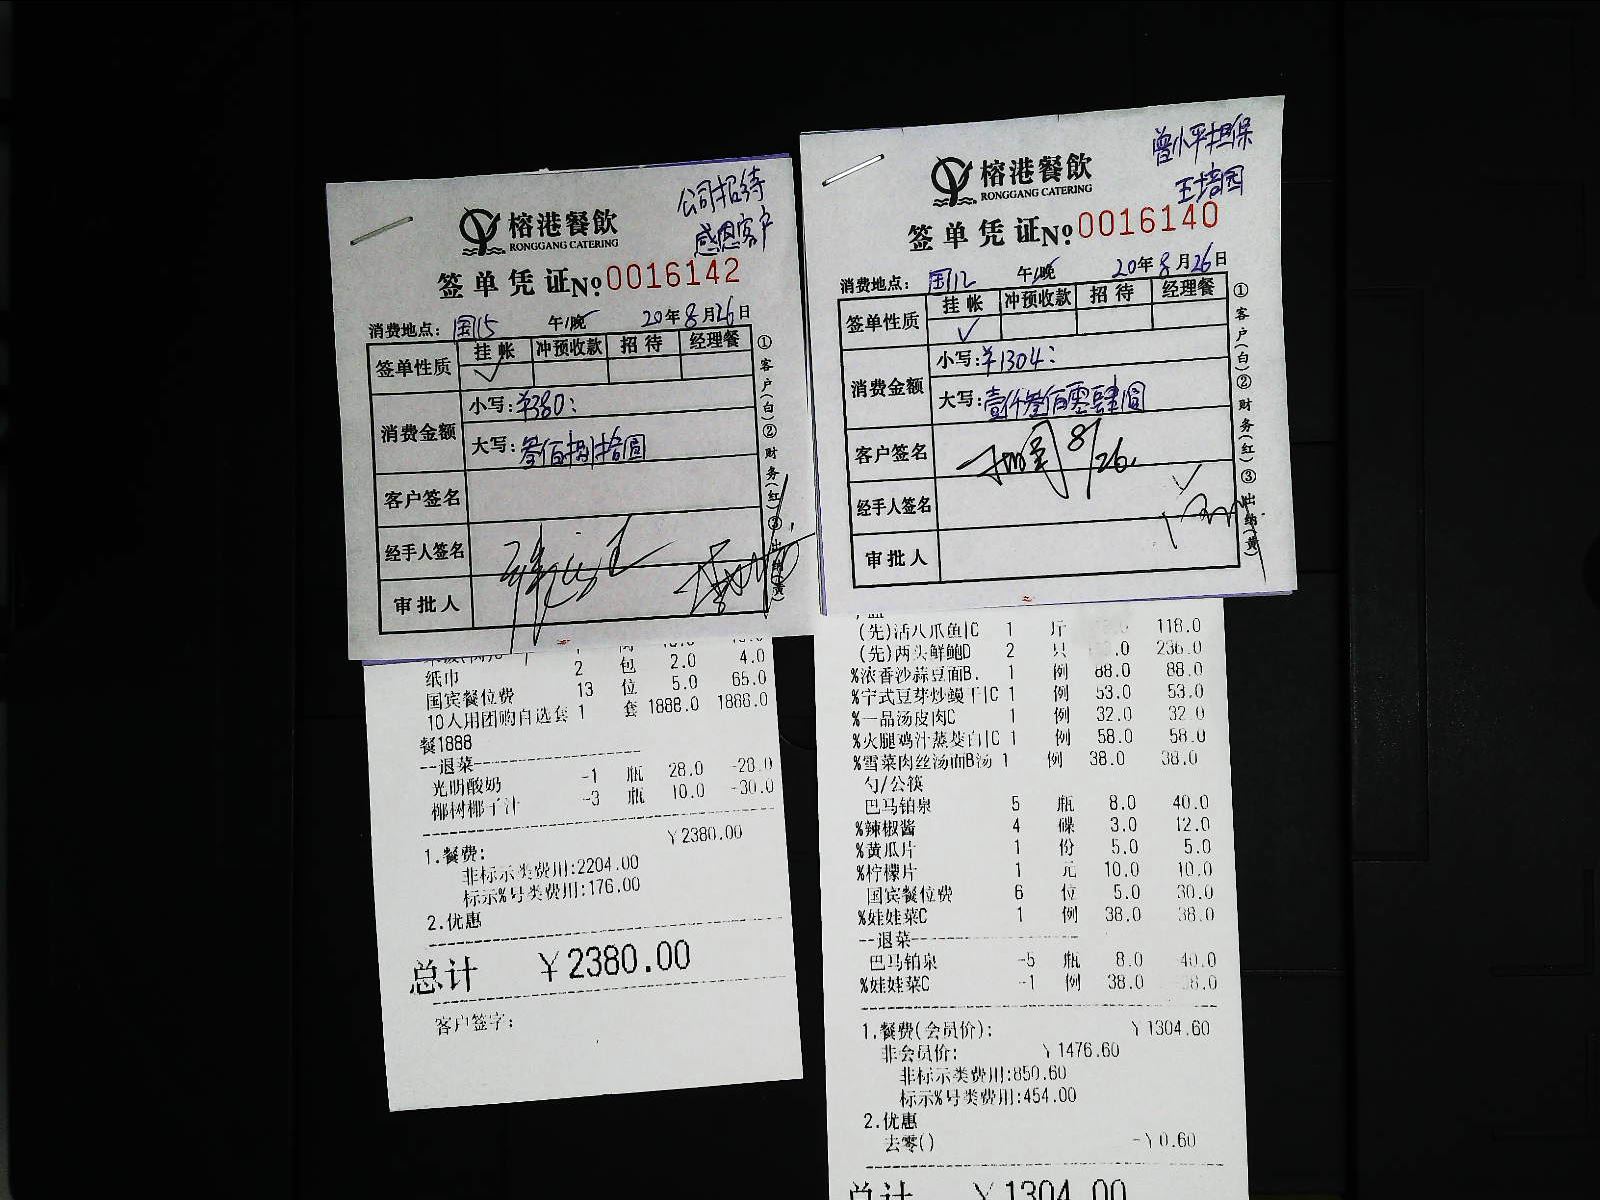 公司招待
感恩客户
榕港餐飲
RONGGANG CATERING
签单凭证№0016142
消费地点：国15 午/晚 20年8月26日
签单性质 挂帐 冲预收款 招待 经理餐
✓
消费金额 小写：¥380：
大写：叁佰捌拾圆
客户签名
经手人签名
审批人
①客户(白)②财务(红)③出纳(黄)
纸巾 2 包 2.0 4.0
国宾餐位费 13 位 5.0 65.0
10人用团购自选套 1 套 1888.0 1888.0
餐1888
--退菜--
光明酸奶 -1 瓶 28.0 -28.0
椰树椰子汁 -3 瓶 10.0 -30.0
￥2380.00
1.餐费:
非标示类费用:2204.00
标示%号类费用:176.00
2.优惠
总计 ￥2380.00
客户签字:
曾小平担保
王培园
榕港餐飲
RONGGANG CATERING
签单凭证№0016140
消费地点：国12 午/晚 20年8月26日
签单性质 挂帐 冲预收款 招待 经理餐
✓
消费金额 小写：¥1304：
大写：壹仟叁佰零肆圆
客户签名 8/26
经手人签名
审批人
①客户(白)②财务(红)③出纳(黄)
(先)活八爪鱼|C 1 斤 118.0
(先)两头鲜鲍D 2 只 236.0
%浓香沙蒜豆面B. 1 例 88.0 88.0
%宁式豆芽炒鳗干|C 1 例 53.0 53.0
%一品汤皮肉C 1 例 32.0 32.0
%火腿鸡汁蒸娄白|C 1 例 58.0 58.0
%雪菜肉丝汤面B汤 1 例 38.0 38.0
勺/公筷
巴马铂泉 5 瓶 8.0 40.0
%辣椒酱 4 碟 3.0 12.0
%黄瓜片 1 份 5.0 5.0
%柠檬片 1 元 10.0 10.0
国宾餐位费 6 位 5.0 30.0
%娃娃菜C 1 例 38.0 38.0
--退菜--
巴马铂泉 -5 瓶 8.0 -40.0
%娃娃菜C -1 例 38.0 -38.0
1.餐费(会员价): ￥1304.60
非会员价: ￥1476.60
非标示类费用:850.60
标示%号类费用:454.00
2.优惠
去零() -￥0.60
总计 ￥1304.00